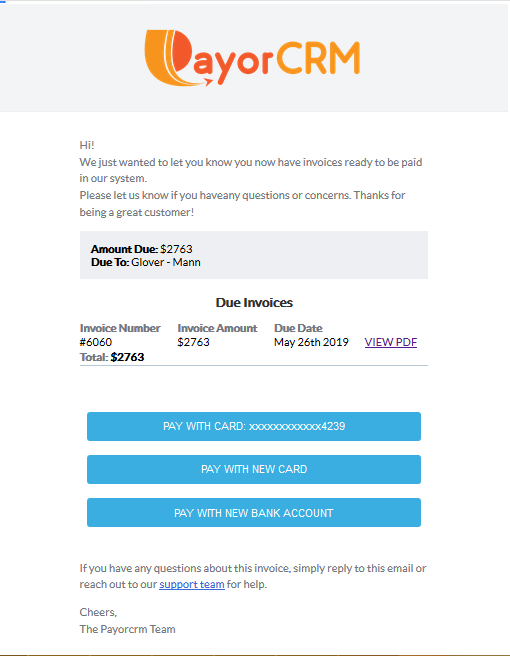 PayorCRM
Hi!
We just wanted to let you know you now have invoices ready to be paid
in our system.
Please let us know if you haveany questions or concerns. Thanks for
being a great customer!
Amount Due: $2763
Due To: Glover - Mann
Due Invoices
Invoice Number Invoice Amount Due Date
#6060 $2763 May 26th 2019 VIEW PDF
Total: $2763
PAY WITH CARD: xxxxxxxxxxxx4239
PAY WITH NEW CARD
PAY WITH NEW BANK ACCOUNT
If you have any questions about this invoice, simply reply to this email or
reach out to our support team for help.
Cheers,
The Payorcrm Team